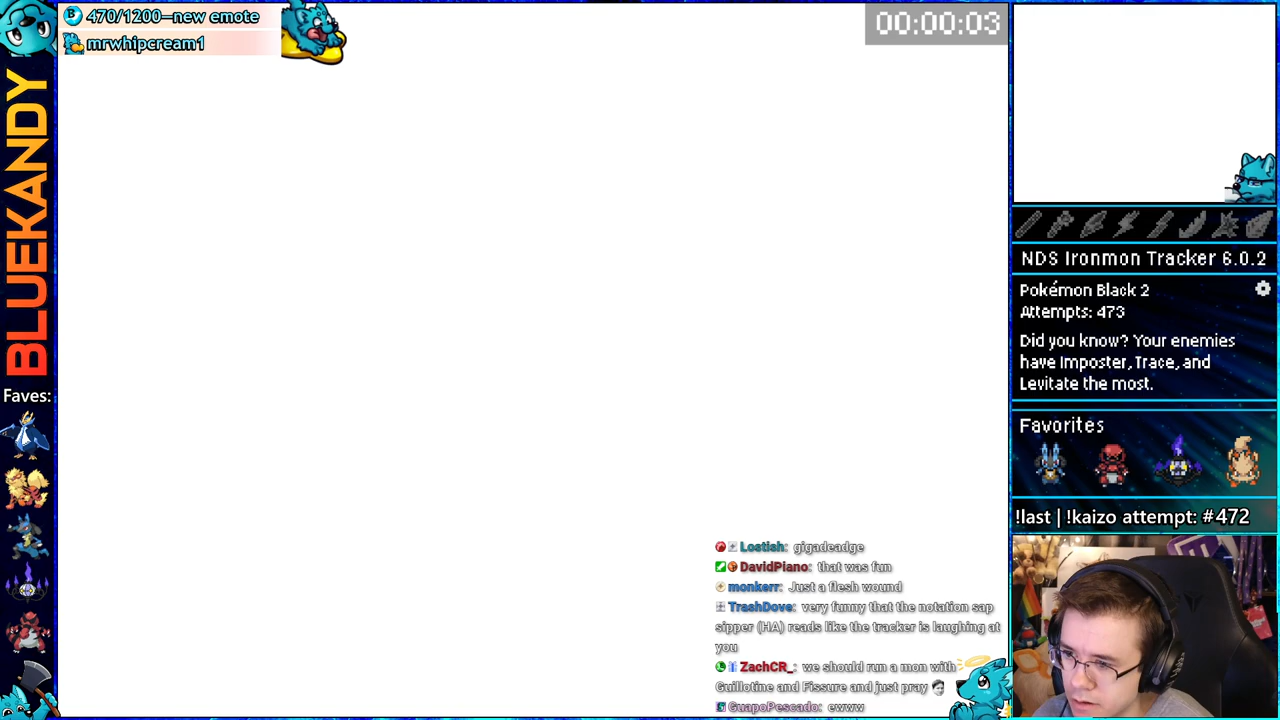 470/1200–new emote
mrwhipcream1
00:00:03
BLUEKANDY
Faves:
NDS Ironmon Tracker 6.0.2
Pokémon Black 2
Attempts: 473
Did you know? Your enemies
have Imposter, Trace, and
Levitate the most.
Favorites
!last | !kaizo attempt: #472
Lostish: gigadeadge
DavidPlano: that was fun
monkerr: Just a flesh wound
TrashDove: very funny that the notation sap
sipper (HA) reads like the tracker is laughing at
you
ZachCR_: we should run a mon with
Guillotine and Fissure and just pray
GuapoPescado: ewww